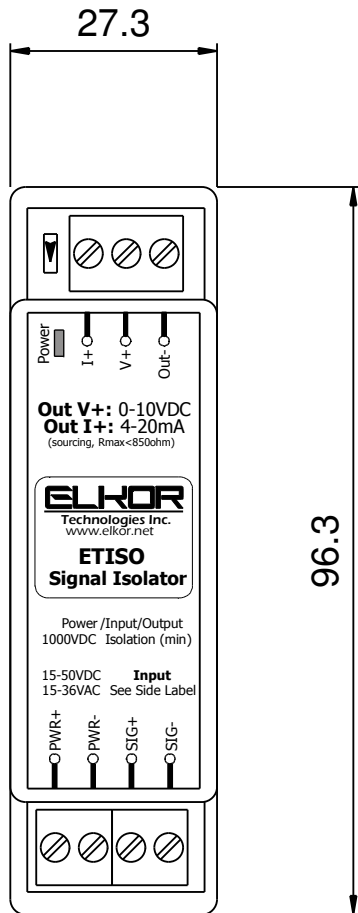 27.3
96.3
Power
I+
V+
Out-
Out V+: 0-10VDC
Out I+: 4-20mA
(sourcing, Rmax<850ohm)
ELKOR
Technologies Inc.
www.elkor.net
ETISO
Signal Isolator
Power/Input/Output
1000VDC Isolation (min)
15-50VDC Input
15-36VAC See Side Label
PWR+
PWR-
SIG+
SIG-